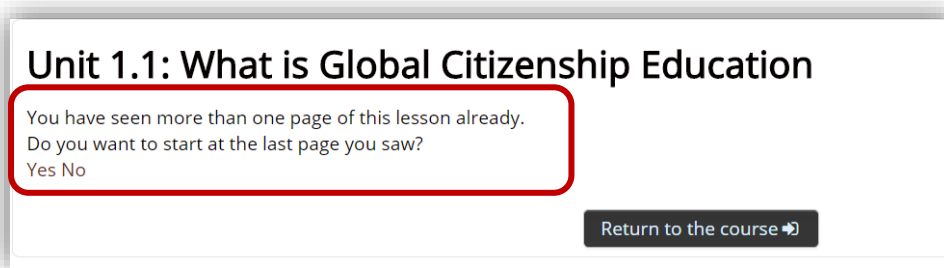 Unit 1.1: What is Global Citizenship Education
You have seen more than one page of this lesson already.
Do you want to start at the last page you saw?
Yes No
Return to the course